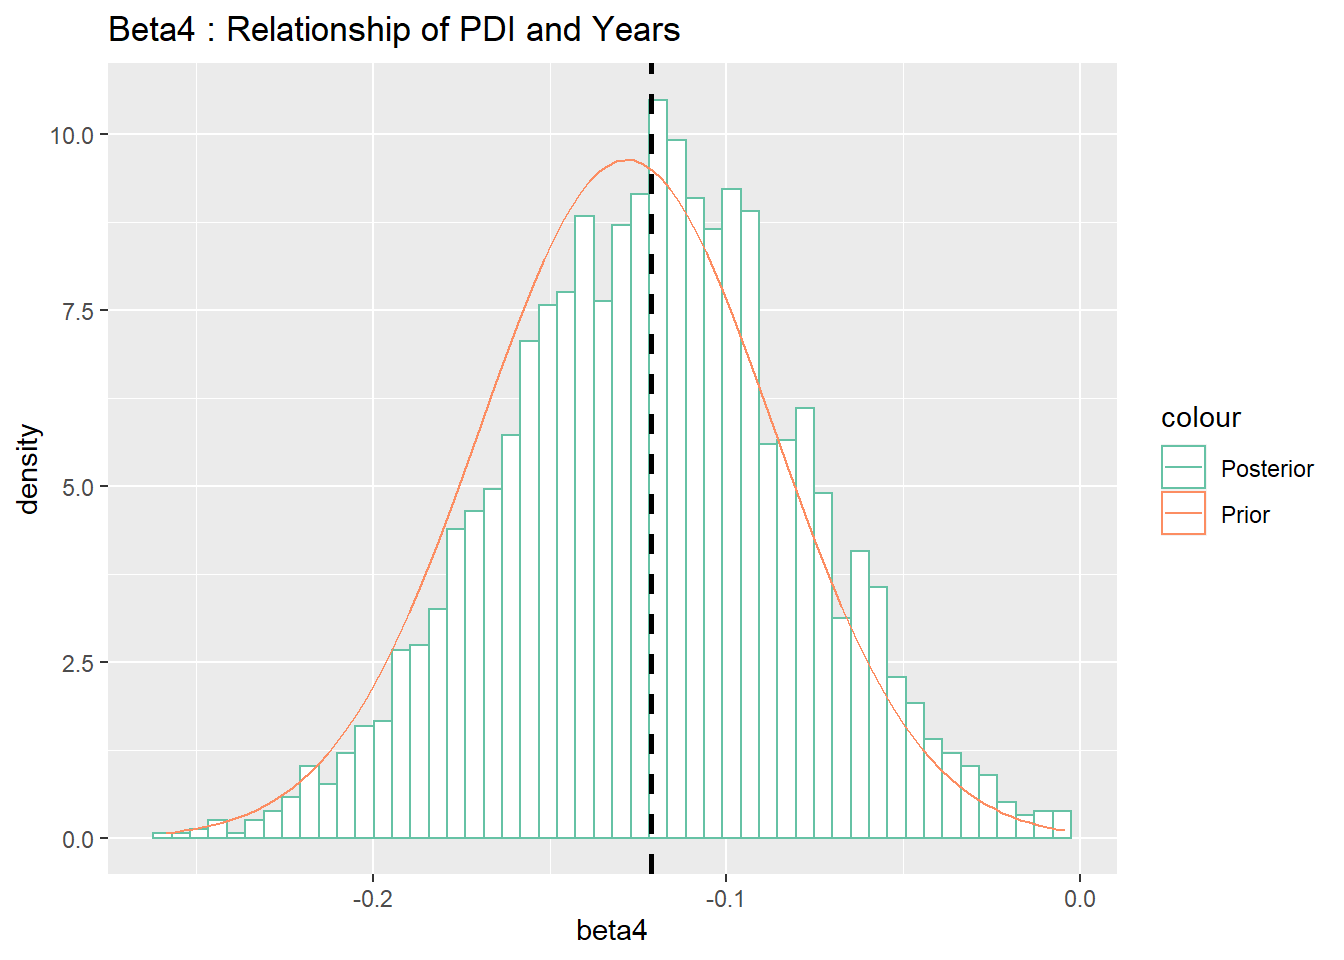 Beta4 : Relationship of PDI and Years
10.0
7.5
5.0
2.5
0.0
density
-0.2
-0.1
0.0
beta4
colour
Posterior
Prior